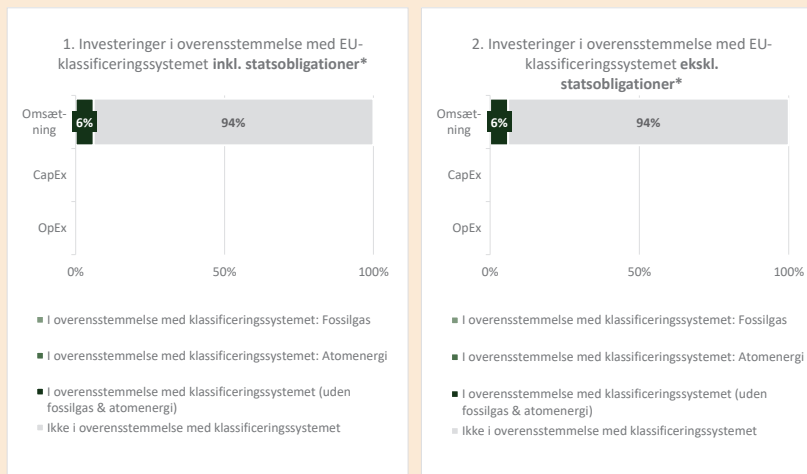 1. Investeringer i overensstemmelse med EU-
klassificeringssystemet inkl. statsobligationer*
Omsæt-
ning
6%
94%
CapEx
OpEx
0%
50%
100%
I overensstemmelse med klassificeringssystemet: Fossilgas
I overensstemmelse med klassificeringssystemet: Atomenergi
I overensstemmelse med klassificeringssystemet (uden
fossilgas & atomenergi)
Ikke i overensstemmelse med klassificeringssystemet
2. Investeringer i overensstemmelse med EU-
klassificeringssystemet ekskl.
statsobligationer*
Omsæt-
ning
6%
94%
CapEx
OpEx
0%
50%
100%
I overensstemmelse med klassificeringssystemet: Fossilgas
I overensstemmelse med klassificeringssystemet: Atomenergi
I overensstemmelse med klassificeringssystemet (uden
fossilgas & atomenergi)
Ikke i overensstemmelse med klassificeringssystemet